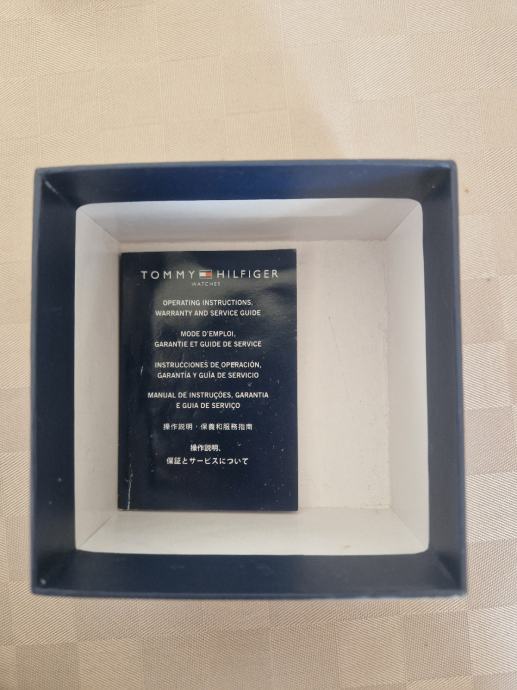 TOMMY HILFIGER
WATCHES
OPERATING INSTRUCTIONS,
WARRANTY AND SERVICE GUIDE
MODE D'EMPLOI,
GARANTIE ET GUIDE DE SERVICE
INSTRUCCIONES DE OPERACIÓN,
GARANTÍA Y GUÍA DE SERVICIO
MANUAL DE INSTRUÇÕES, GARANTIA
E GUIA DE SERVIÇO
操作説明・保養和服務指南
操作説明、
保証とサービスについて